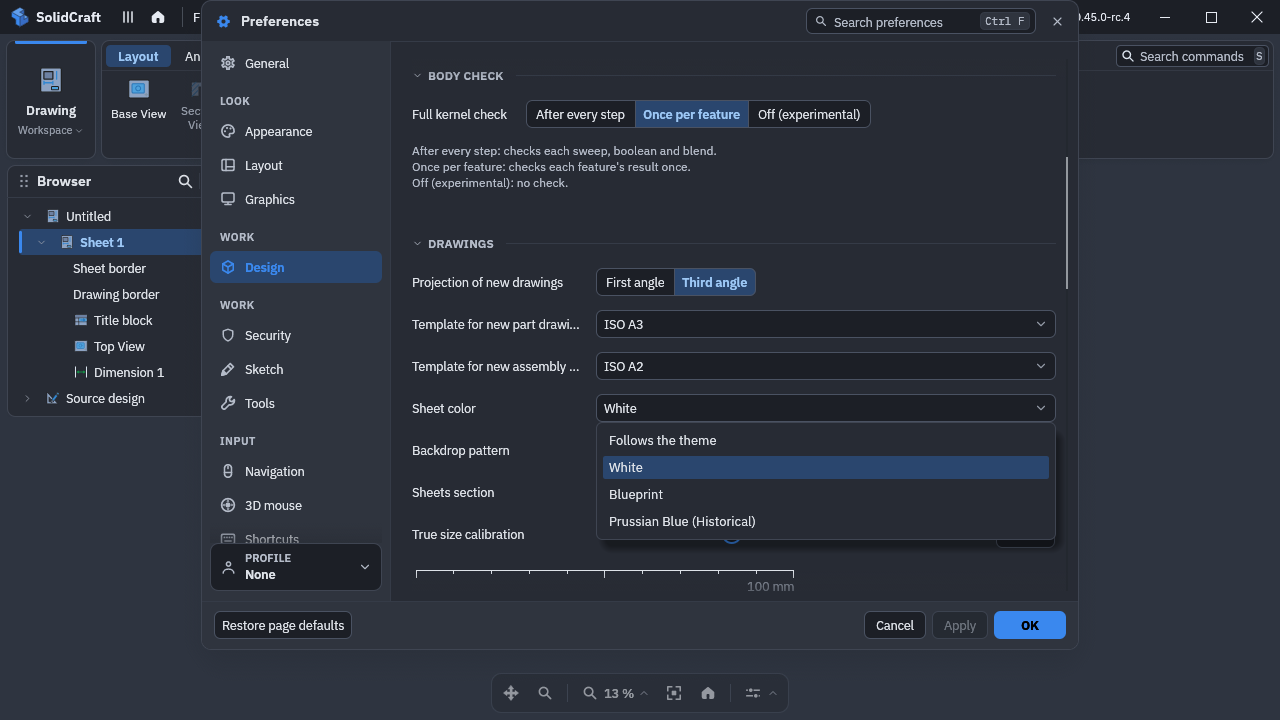 SolidCraft
Preferences
Search preferences
Ctrl F
.45.0-rc.4
Drawing
Workspace
Layout
Base View
Search commands
S
Browser
Untitled
Sheet 1
Sheet border
Drawing border
Title block
Top View
Dimension 1
Source design
General
LOOK
Appearance
Layout
Graphics
WORK
Design
WORK
Security
Sketch
Tools
INPUT
Navigation
3D mouse
Shortcuts
PROFILE
None
BODY CHECK
Full kernel check
After every step
Once per feature
Off (experimental)
After every step: checks each sweep, boolean and blend.
Once per feature: checks each feature's result once.
Off (experimental): no check.
DRAWINGS
Projection of new drawings
First angle
Third angle
Template for new part drawi...
ISO A3
Template for new assembly ...
ISO A2
Sheet color
White
Follows the theme
White
Blueprint
Prussian Blue (Historical)
Backdrop pattern
Sheets section
True size calibration
100 mm
Restore page defaults
Cancel
Apply
OK
13 %